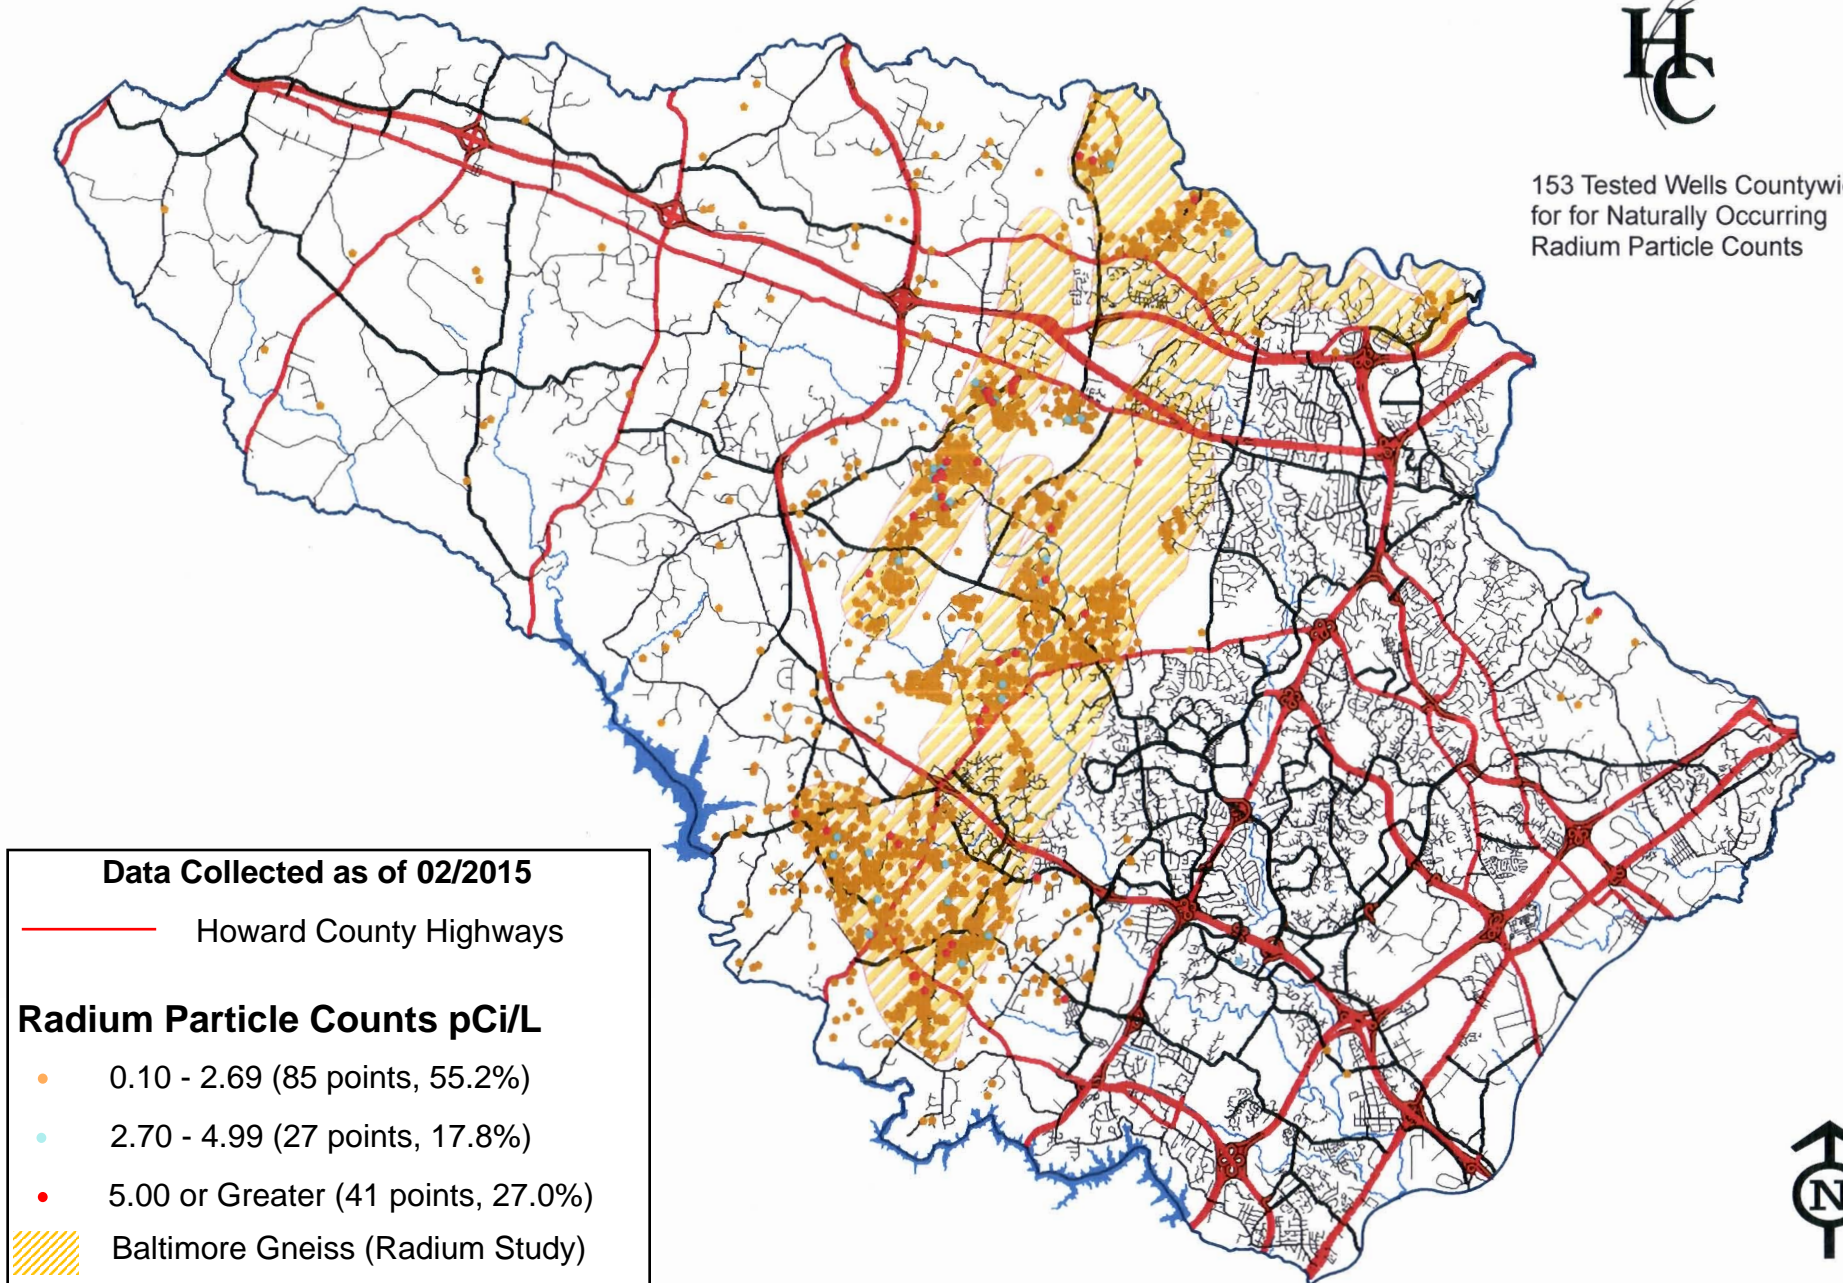 HC
153 Tested Wells Countywi
for for Naturally Occurring
Radium Particle Counts
Data Collected as of 02/2015
Howard County Highways
Radium Particle Counts pCi/L
0.10 - 2.69 (85 points, 55.2%)
2.70 - 4.99 (27 points, 17.8%)
5.00 or Greater (41 points, 27.0%)
Baltimore Gneiss (Radium Study)
N